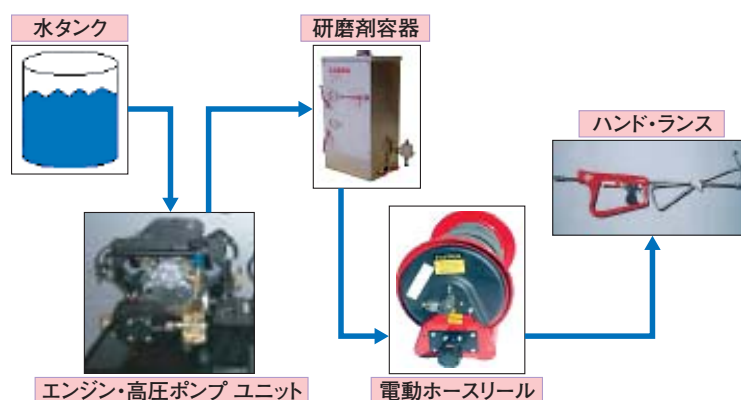 水タンク
研磨剤容器
ハンド・ランス
エンジン・高圧ポンプ ユニット
電動ホースリール